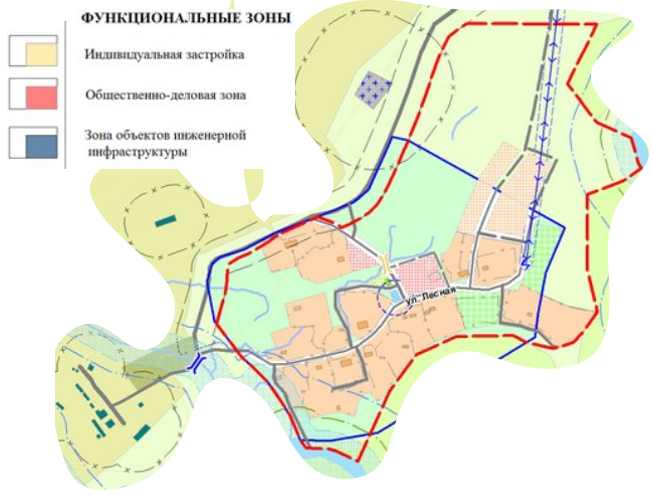 ФУНКЦИОНАЛЬНЫЕ ЗОНЫ
Индивидуальная застройка
Общественно-деловая зона
Зона объектов инженерной
инфраструктуры
ул. Лесная